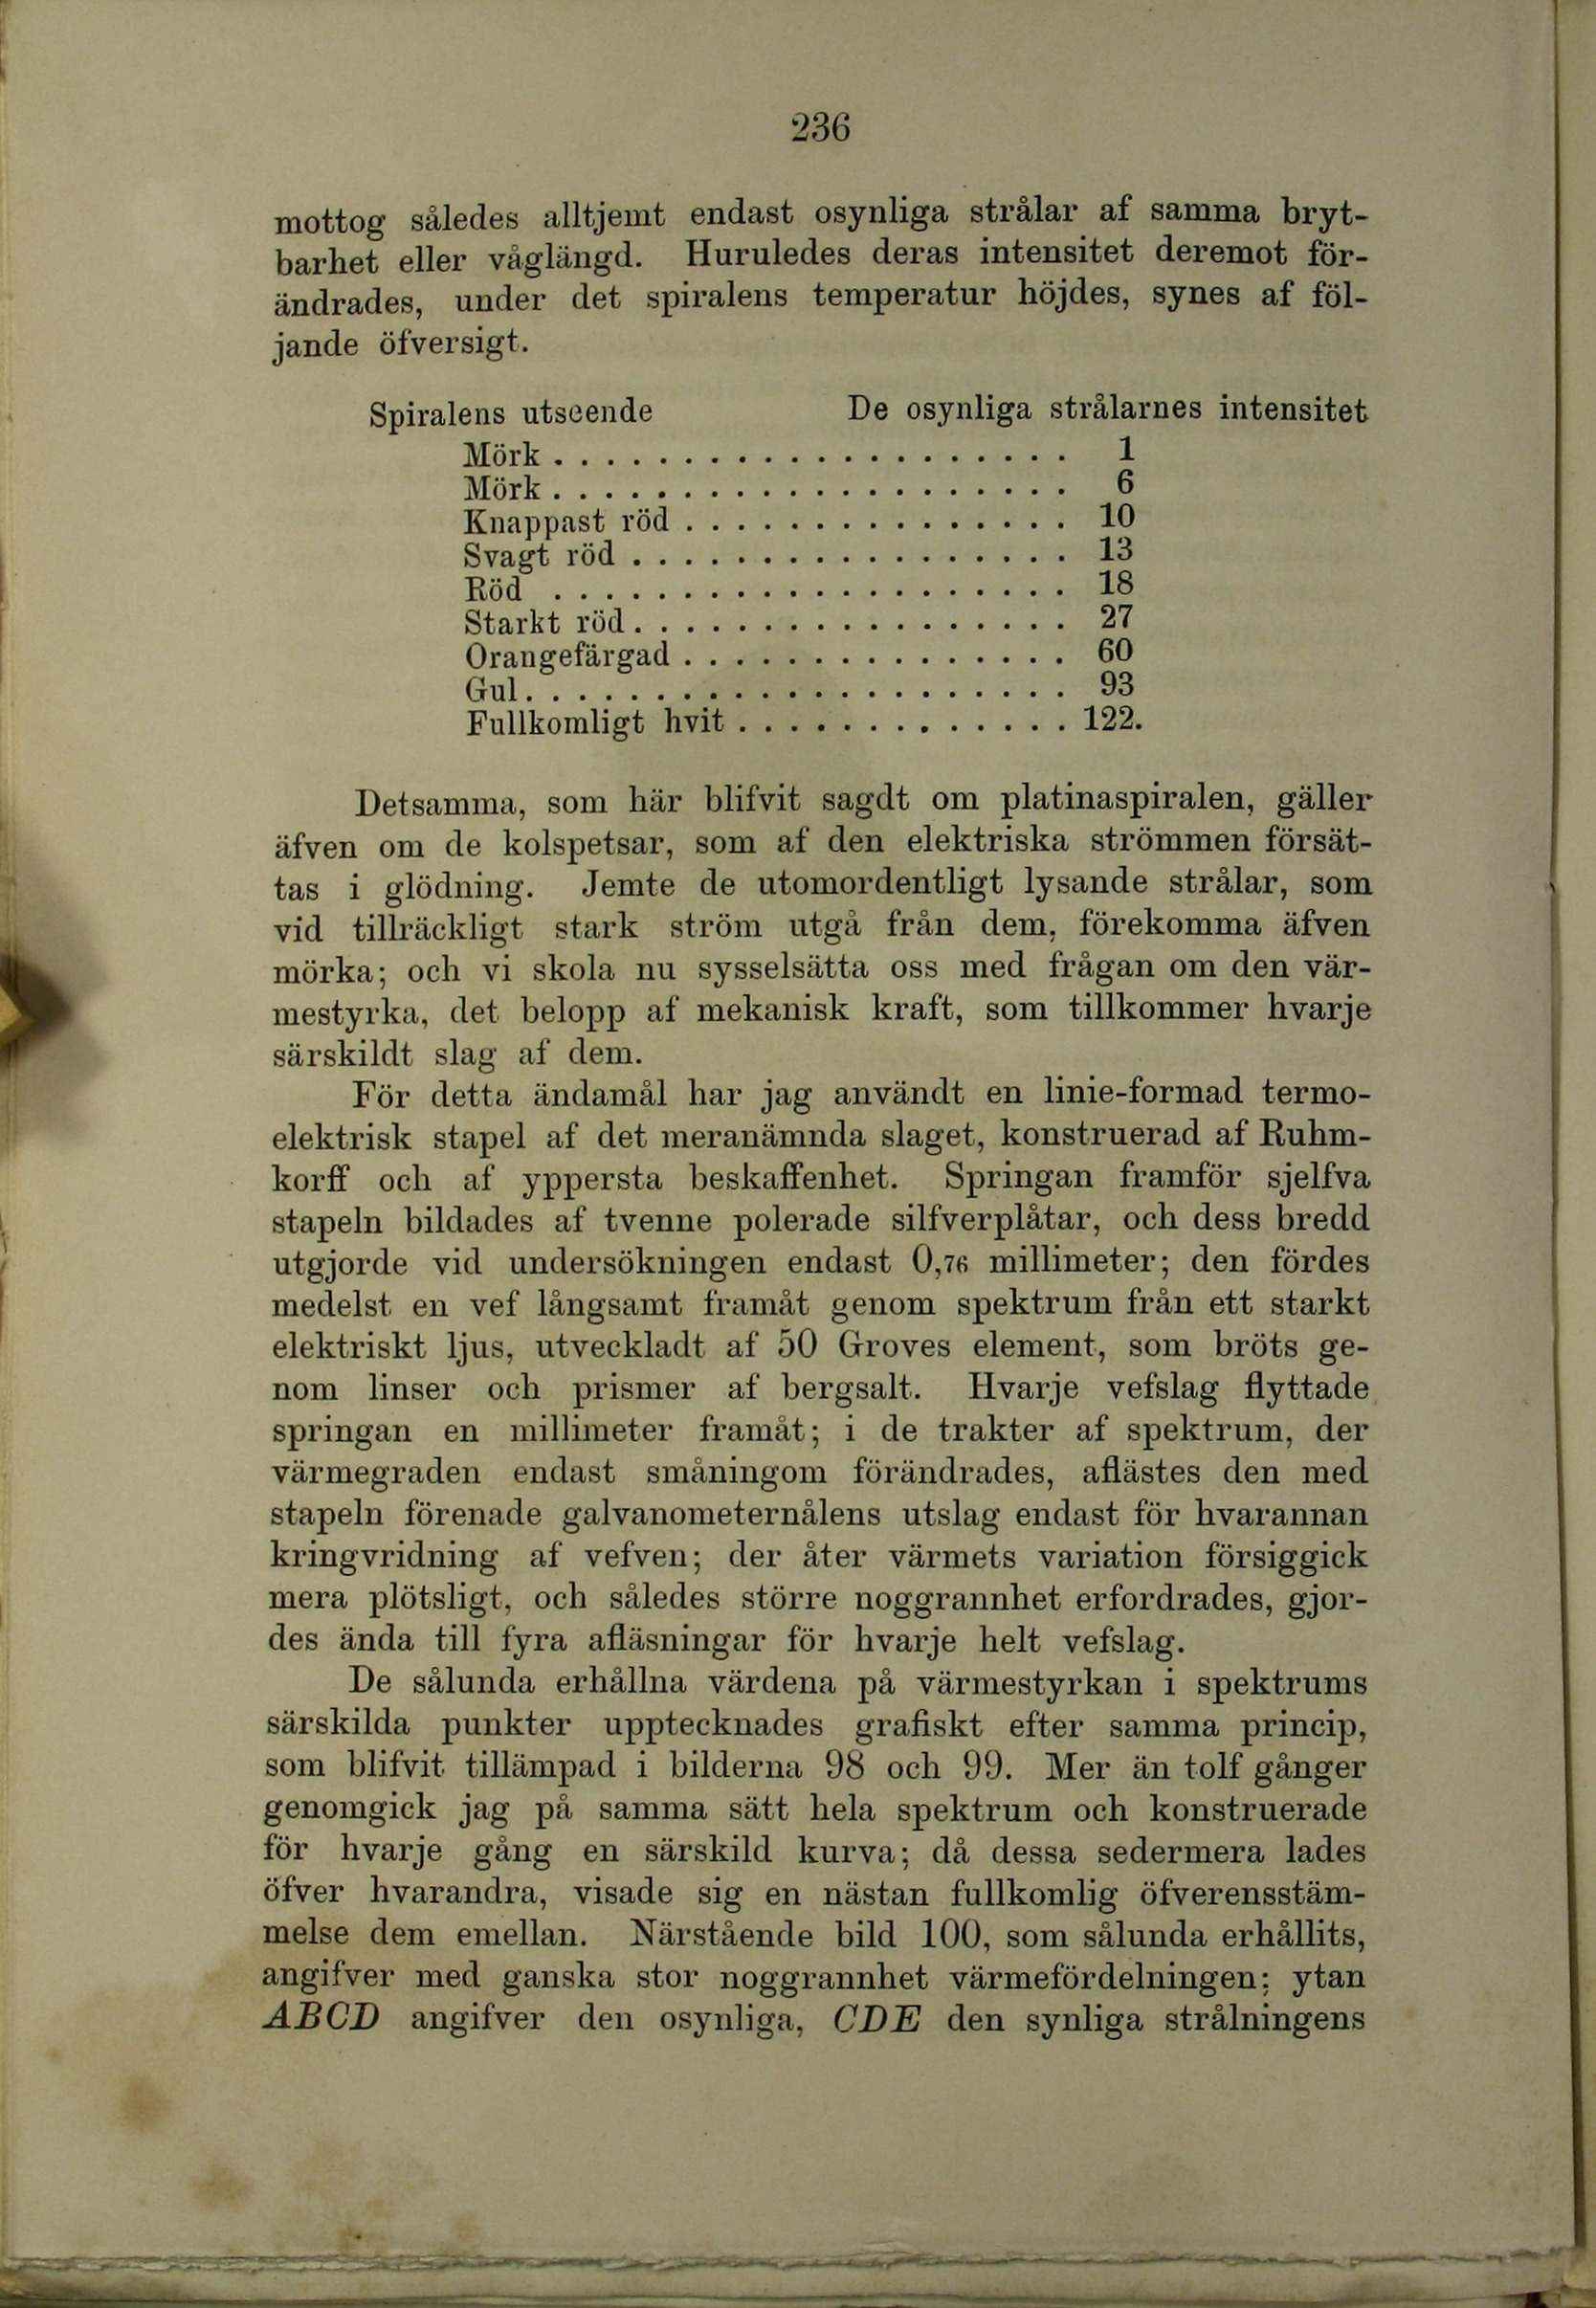 236
mottog således alltjemt endast osynliga strålar af samma bryt-
barhet eller våglängd. Huruledes deras intensitet deremot för-
ändrades, under det spiralens temperatur höjdes, synes af föl-
jande öfversigt.
Spiralens utseende De osynliga strålarnes intensitet
Mörk . . . . . . . . . . . . . . . . . . . . 1
Mörk . . . . . . . . . . . . . . . . . . . . 6
Knappast röd . . . . . . . . . . . . . . . 10
Svagt röd . . . . . . . . . . . . . . . . . 13
Röd . . . . . . . . . . . . . . . . . . . . 18
Starkt röd . . . . . . . . . . . . . . . . . 27
Orangefärgad . . . . . . . . . . . . . . . 60
Gul . . . . . . . . . . . . . . . . . . . . . 93
Fullkomligt hvit . . . . . . . . . . . . . 122.
Detsamma, som här blifvit sagdt om platinaspiralen, gäller
äfven om de kolspetsar, som af den elektriska strömmen försät-
tas i glödning. Jemte de utomordentligt lysande strålar, som
vid tillräckligt stark ström utgå från dem, förekomma äfven
mörka; och vi skola nu sysselsätta oss med frågan om den vär-
mestyrka, det belopp af mekanisk kraft, som tillkommer hvarje
särskildt slag af dem.
För detta ändamål har jag användt en linie-formad termo-
elektrisk stapel af det meranämnda slaget, konstruerad af Ruhm-
korff och af yppersta beskaffenhet. Springan framför sjelfva
stapeln bildades af tvenne polerade silfverplåtar, och dess bredd
utgjorde vid undersökningen endast 0,76 millimeter; den fördes
medelst en vef långsamt framåt genom spektrum från ett starkt
elektriskt ljus, utveckladt af 50 Groves element, som bröts ge-
nom linser och prismer af bergsalt. Hvarje vefslag flyttade
springan en millimeter framåt; i de trakter af spektrum, der
värmegraden endast småningom förändrades, aflästes den med
stapeln förenade galvanometernålens utslag endast för hvarannan
kringvridning af vefven; der åter värmets variation försiggick
mera plötsligt, och således större noggrannhet erfordrades, gjor-
des ända till fyra afläsningar för hvarje helt vefslag.
De sålunda erhållna värdena på värmestyrkan i spektrums
särskilda punkter upptecknades grafiskt efter samma princip,
som blifvit tillämpad i bilderna 98 och 99. Mer än tolf gånger
genomgick jag på samma sätt hela spektrum och konstruerade
för hvarje gång en särskild kurva; då dessa sedermera lades
öfver hvarandra, visade sig en nästan fullkomlig öfverensstäm-
melse dem emellan. Närstående bild 100, som sålunda erhållits,
angifver med ganska stor noggrannhet värmefördelningen; ytan
ABCD angifver den osynliga, CDE den synliga strålningens